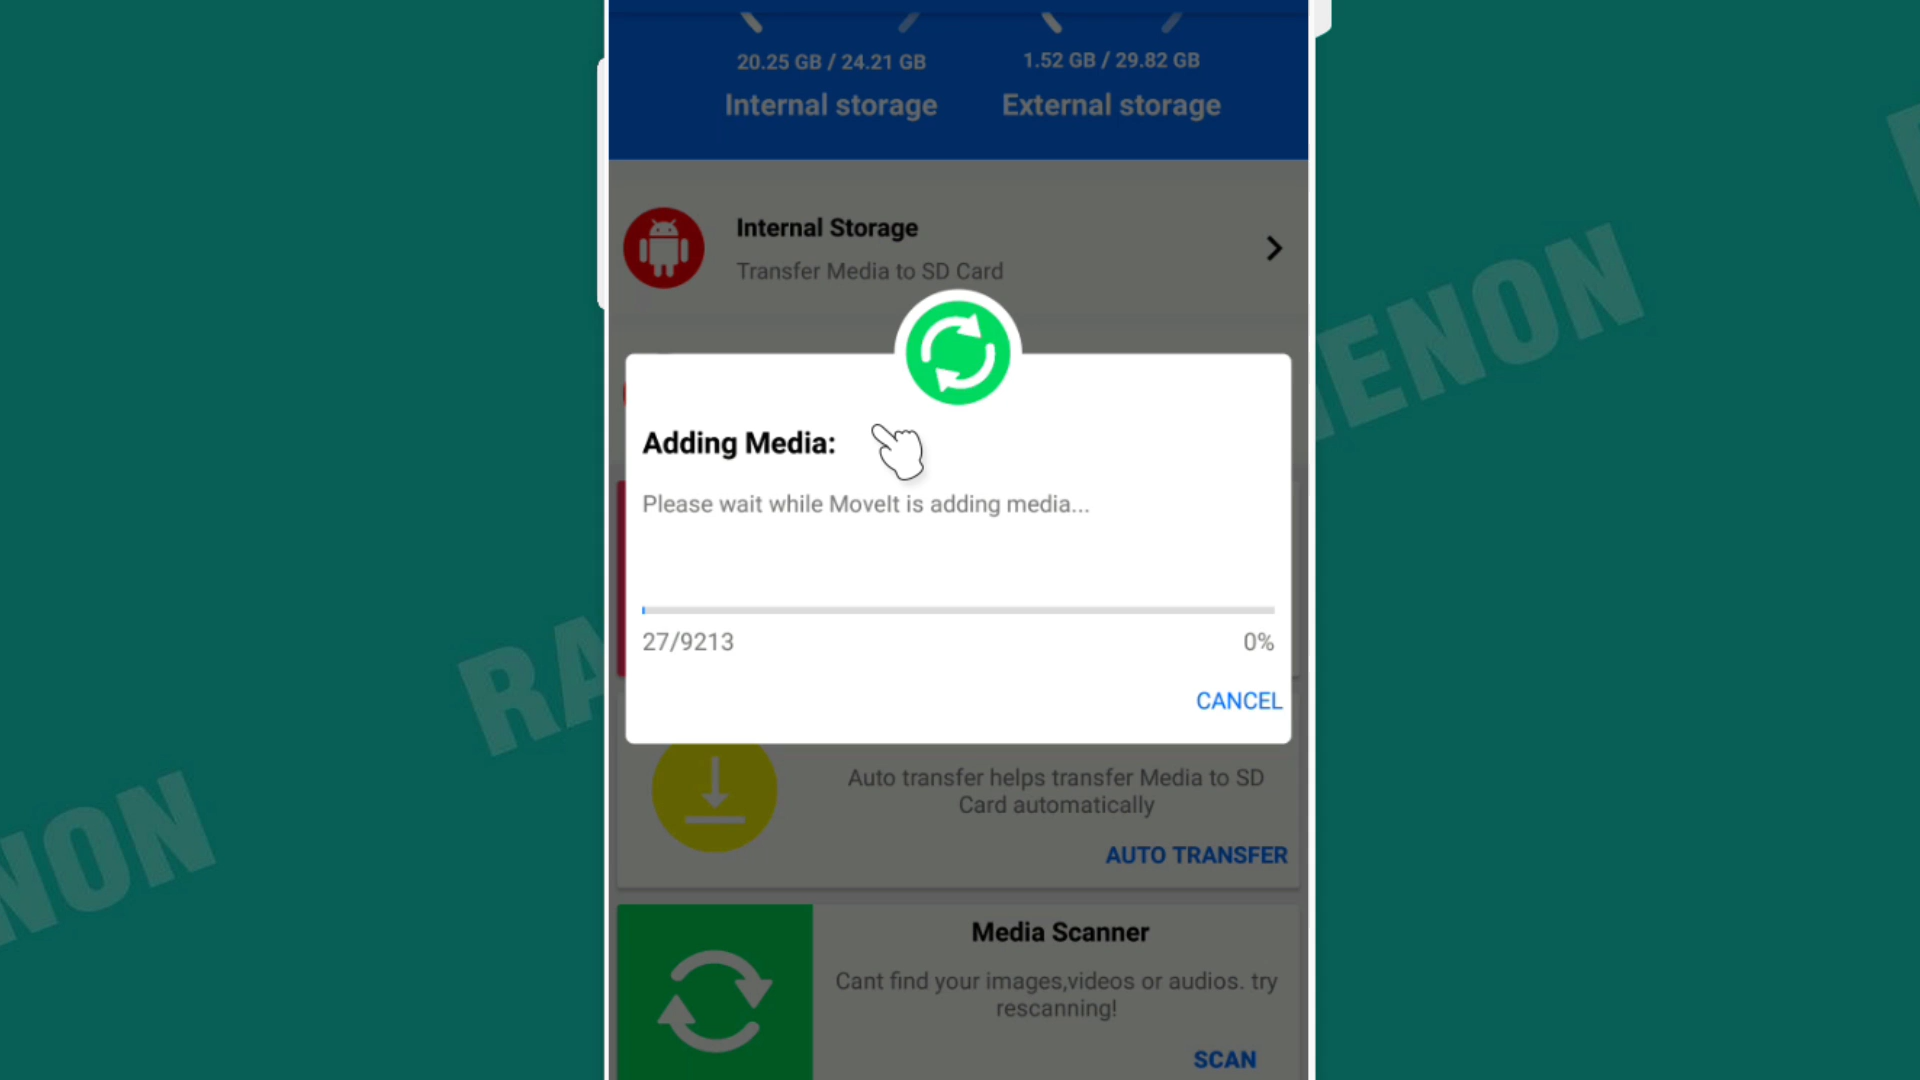 20.25 GB / 24.21 GB
1.52 GB / 29.82 GB
Internal storage
External storage
Internal Storage
Transfer Media to SD Card
Adding Media:
Please wait while MoveIt is adding media...
27/9213
0%
CANCEL
Auto transfer helps transfer Media to SD
Card automatically
AUTO TRANSFER
Media Scanner
Cant find your images,videos or audios. try
rescanning!
SCAN